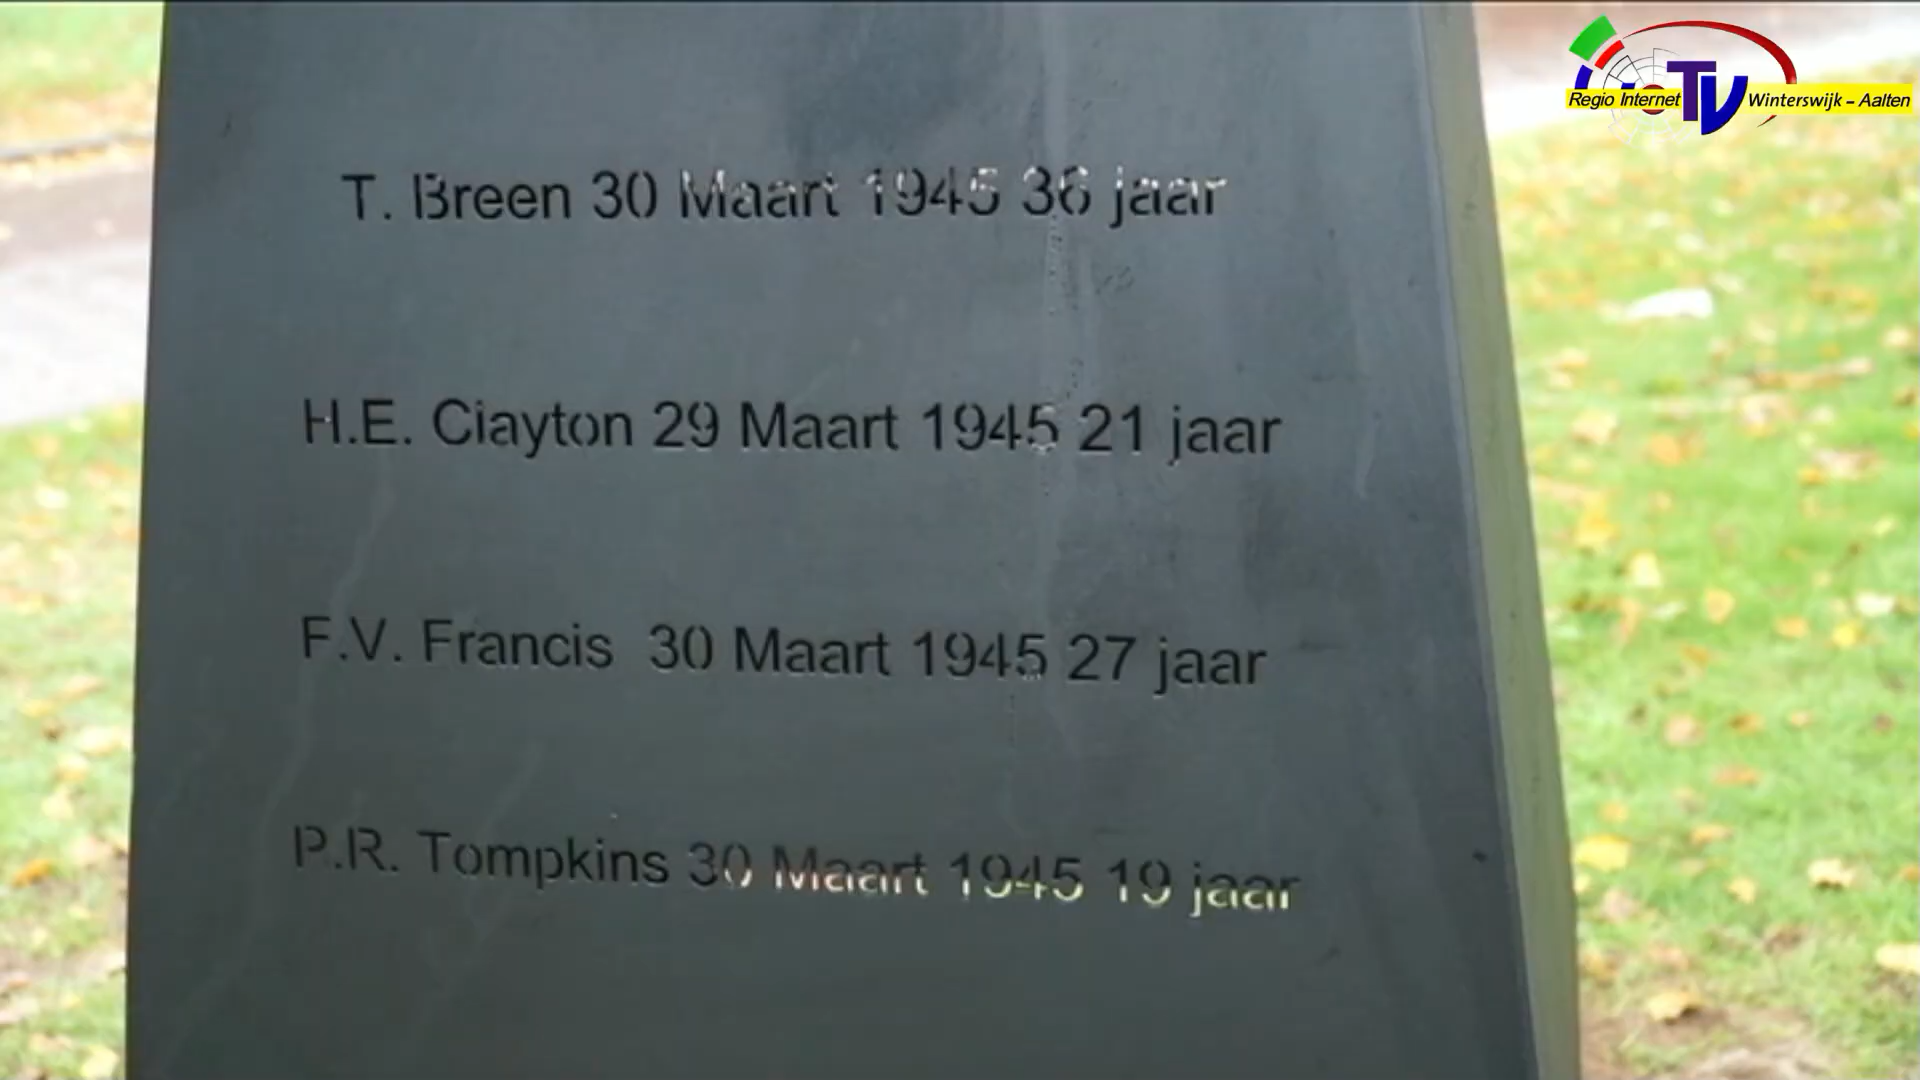 Regio Internet TV Winterswijk - Aalten
T. Breen 30 Maart 1945 36 jaar
H.E. Clayton 29 Maart 1945 21 jaar
F.V. Francis 30 Maart 1945 27 jaar
P.R. Tompkins 30 Maart 1945 19 jaar